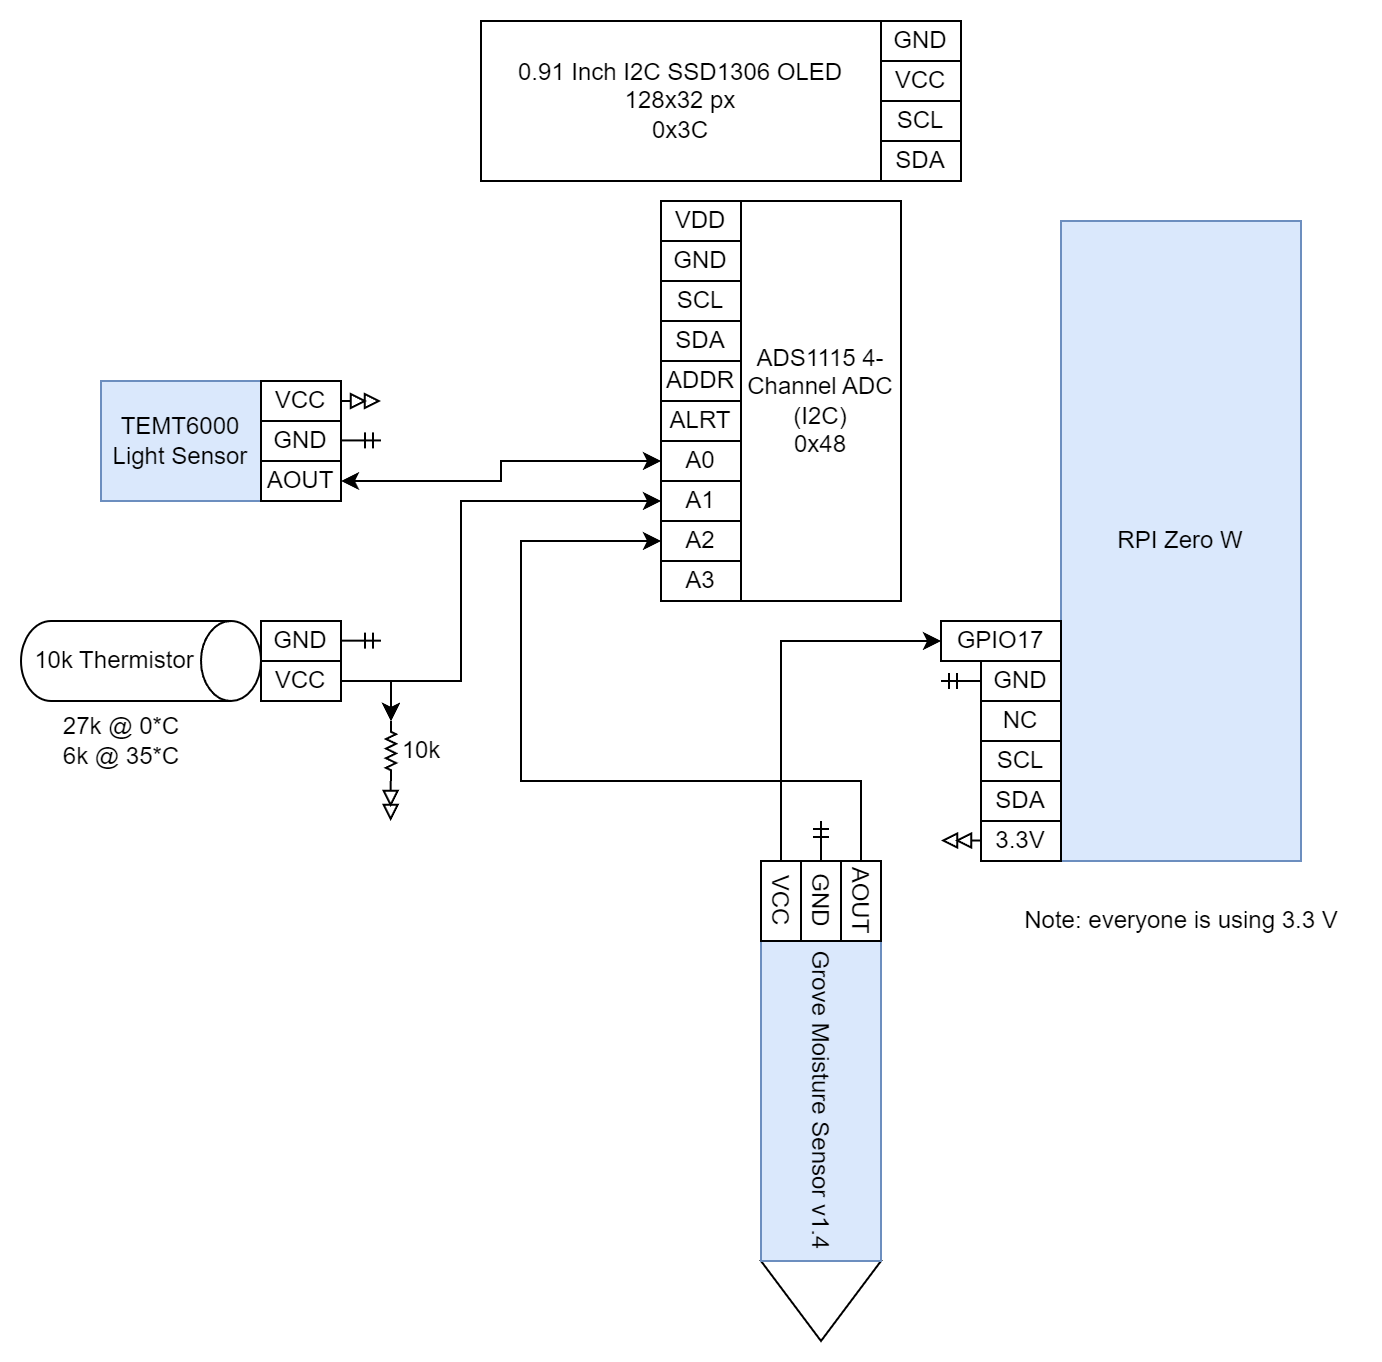 0.91 Inch I2C SSD1306 OLED
128x32 px
0x3C
GND
VCC
SCL
SDA
VDD
GND
SCL
SDA
ADDR
ALRT
A0
A1
A2
A3
ADS1115 4-
Channel ADC
(I2C)
0x48
TEMT6000
Light Sensor
VCC
GND
AOUT
10k Thermistor
GND
VCC
27k @ 0*C
6k @ 35*C
10k
RPI Zero W
GPIO17
GND
NC
SCL
SDA
3.3V
Note: everyone is using 3.3 V
VCC
GND
AOUT
Grove Moisture Sensor v1.4